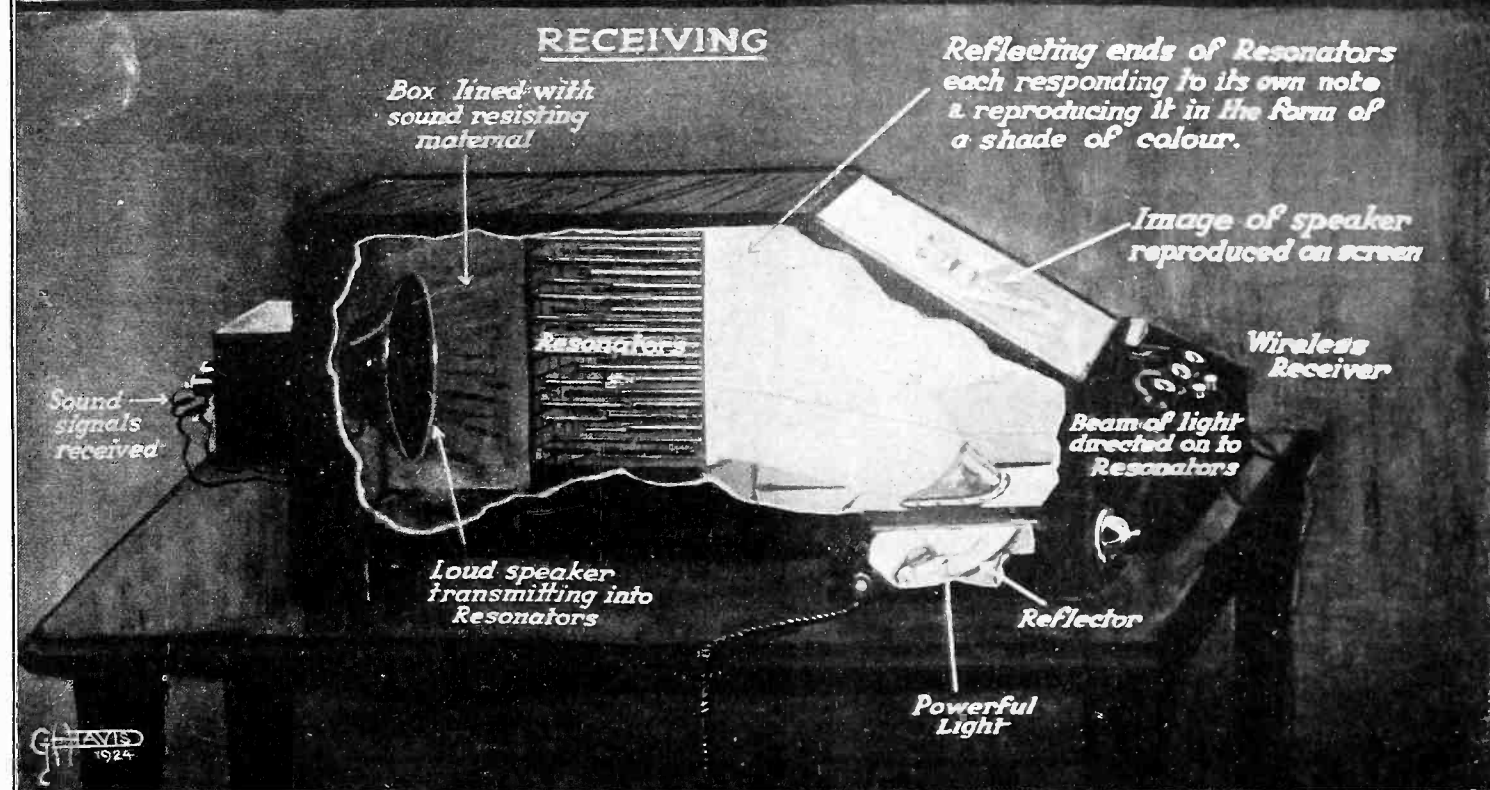 RECEIVING
Box lined with
sound resisting
material
Reflecting ends of Resonators
each responding to its own note
& reproducing it in the form of
a shade of colour.
Image of speaker
reproduced on screen
Resonators
Wireless
Receiver
Sound
signals
received
Beam of light
directed on to
Resonators
Loud speaker
transmitting into
Resonators
Reflector
Powerful
Light
G H DAVIS
1924